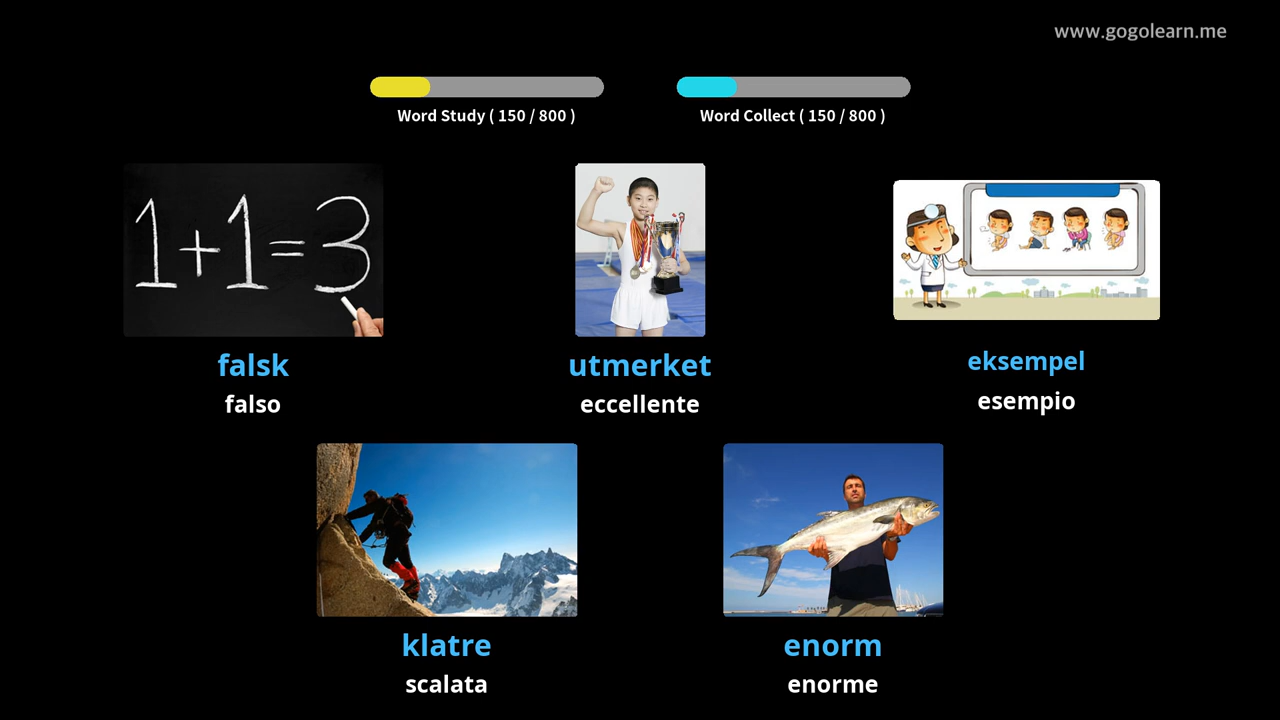 www.gogolearn.me
Word Study ( 150 / 800 )
Word Collect ( 150 / 800 )
1+1=3
falsk
falso
utmerket
eccellente
eksempel
esempio
klatre
scalata
enorm
enorme